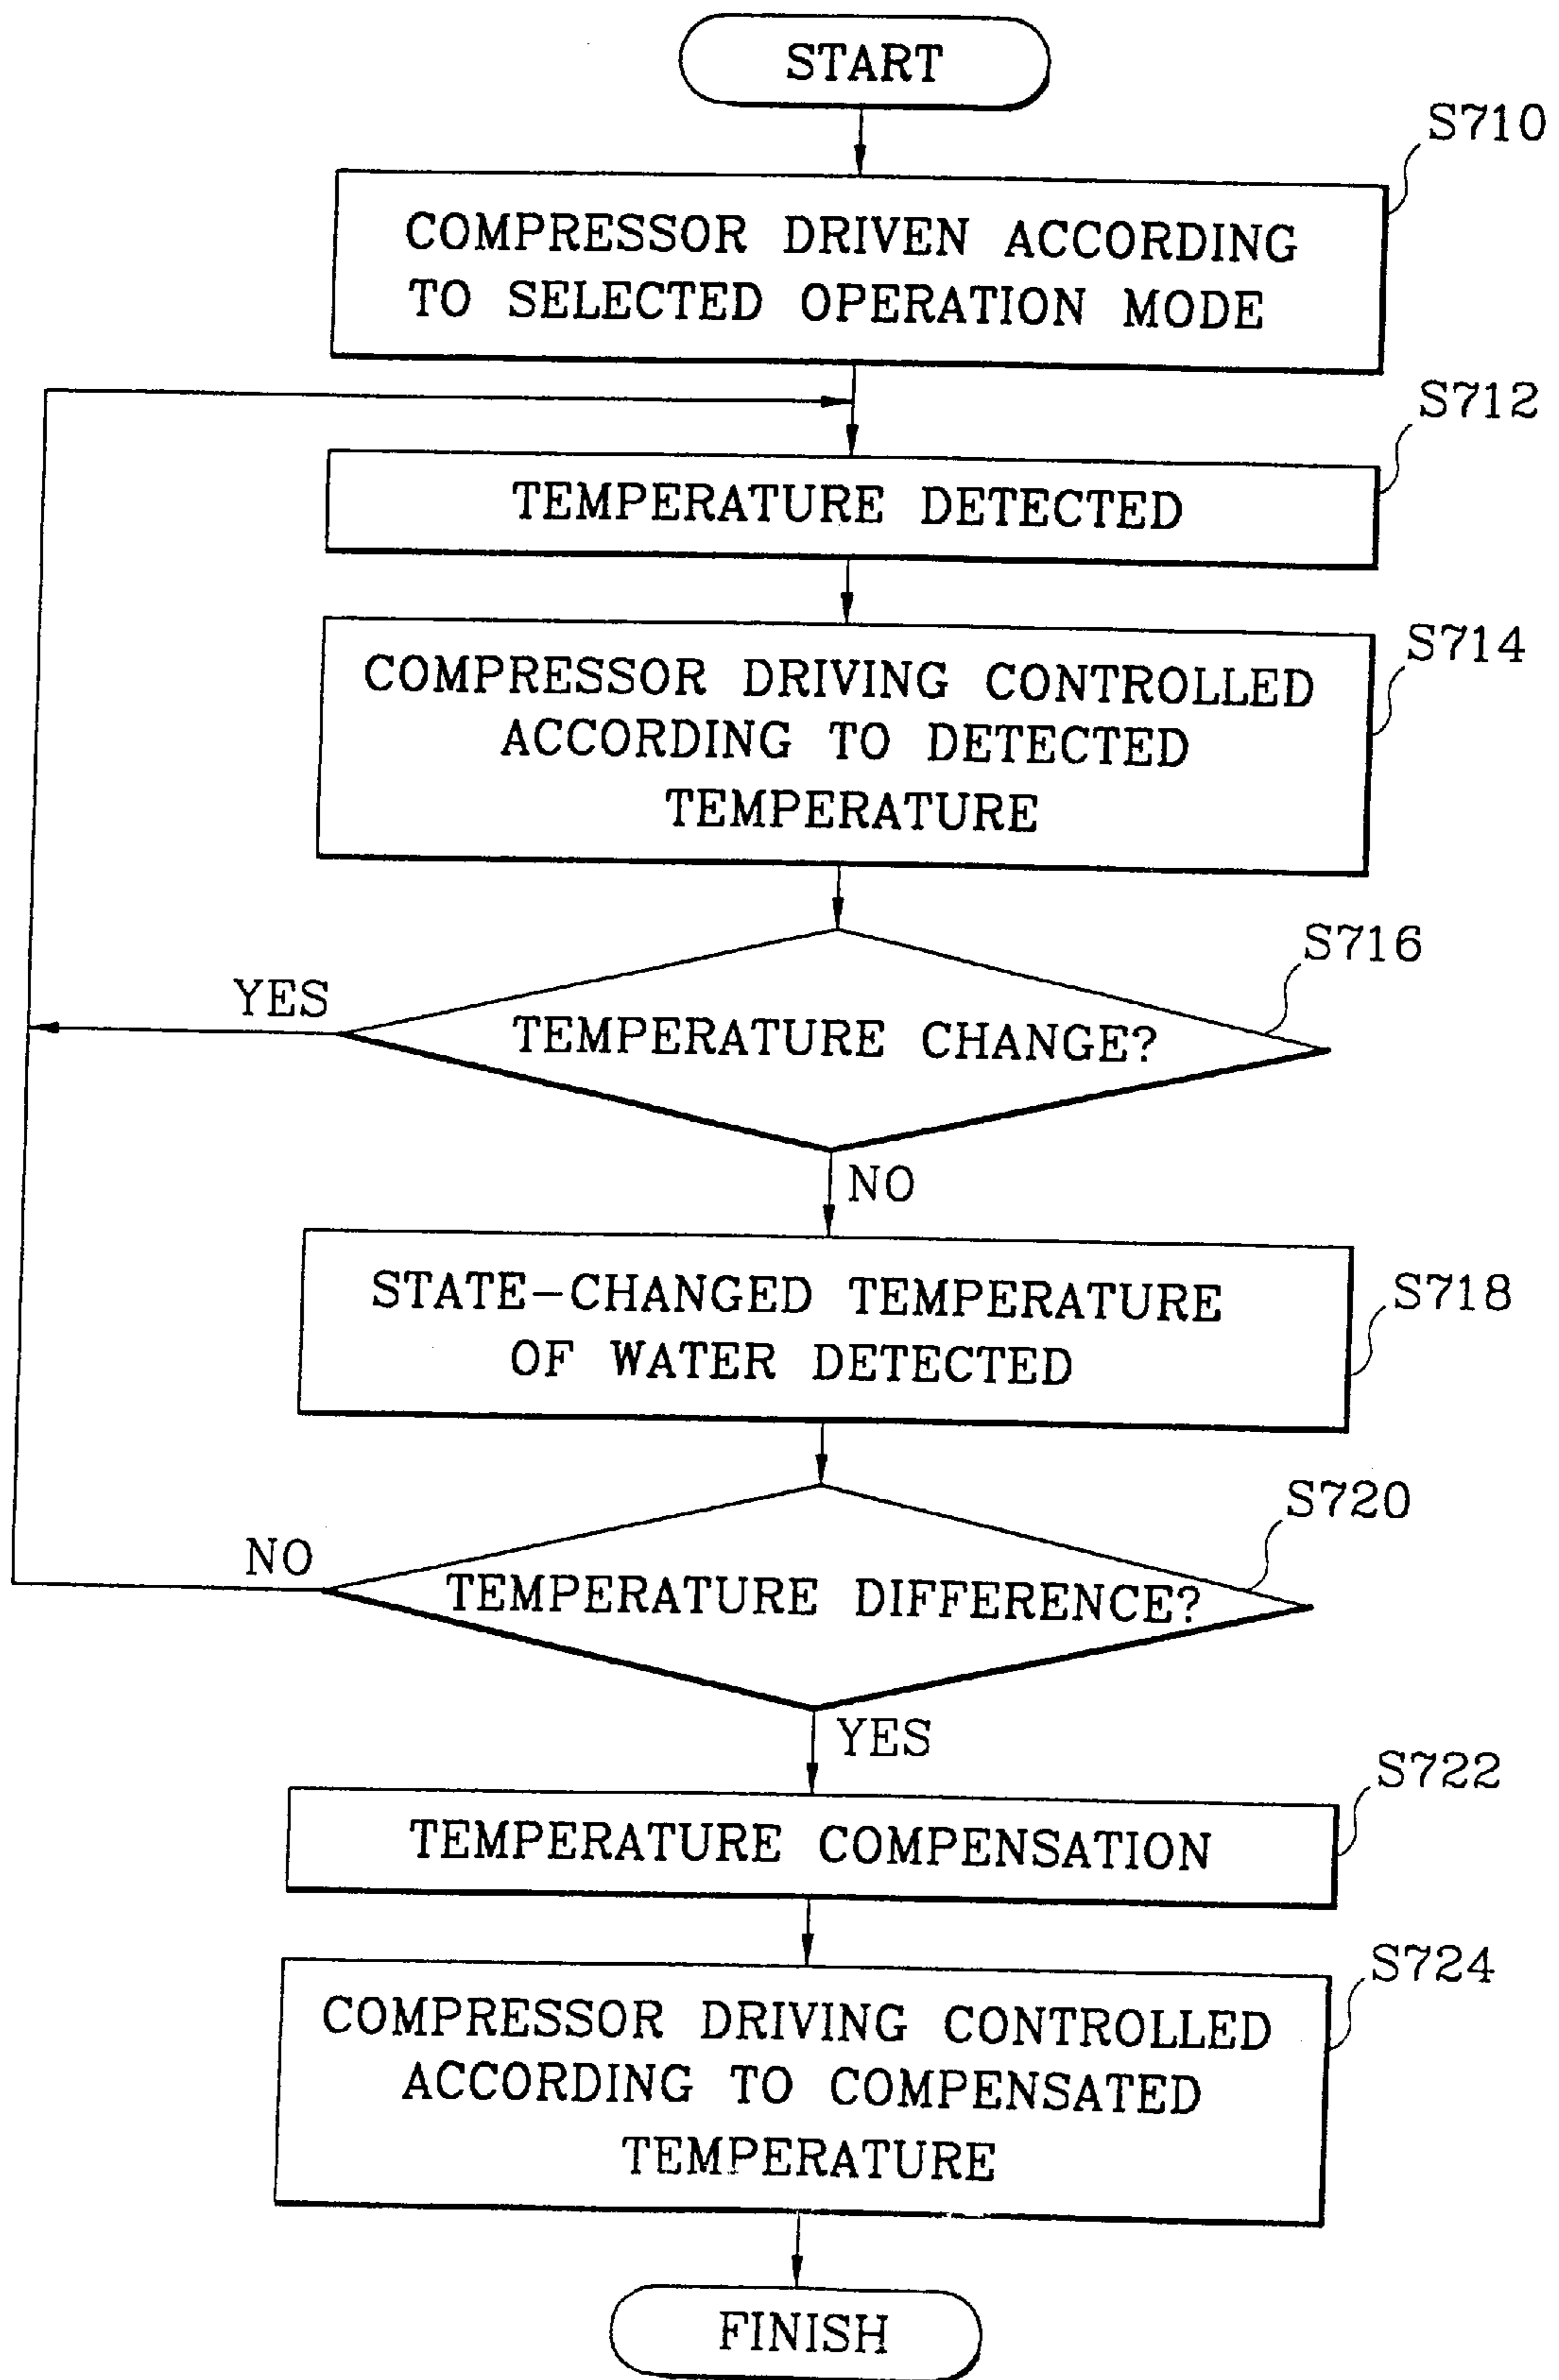 START
S710
COMPRESSOR DRIVEN ACCORDING
TO SELECTED OPERATION MODE
S712
TEMPERATURE DETECTED
S714
COMPRESSOR DRIVING CONTROLLED
ACCORDING TO DETECTED
TEMPERATURE
S716
YES
TEMPERATURE CHANGE?
NO
S718
STATE-CHANGED TEMPERATURE
OF WATER DETECTED
S720
NO
TEMPERATURE DIFFERENCE?
YES
S722
TEMPERATURE COMPENSATION
S724
COMPRESSOR DRIVING CONTROLLED
ACCORDING TO COMPENSATED
TEMPERATURE
FINISH